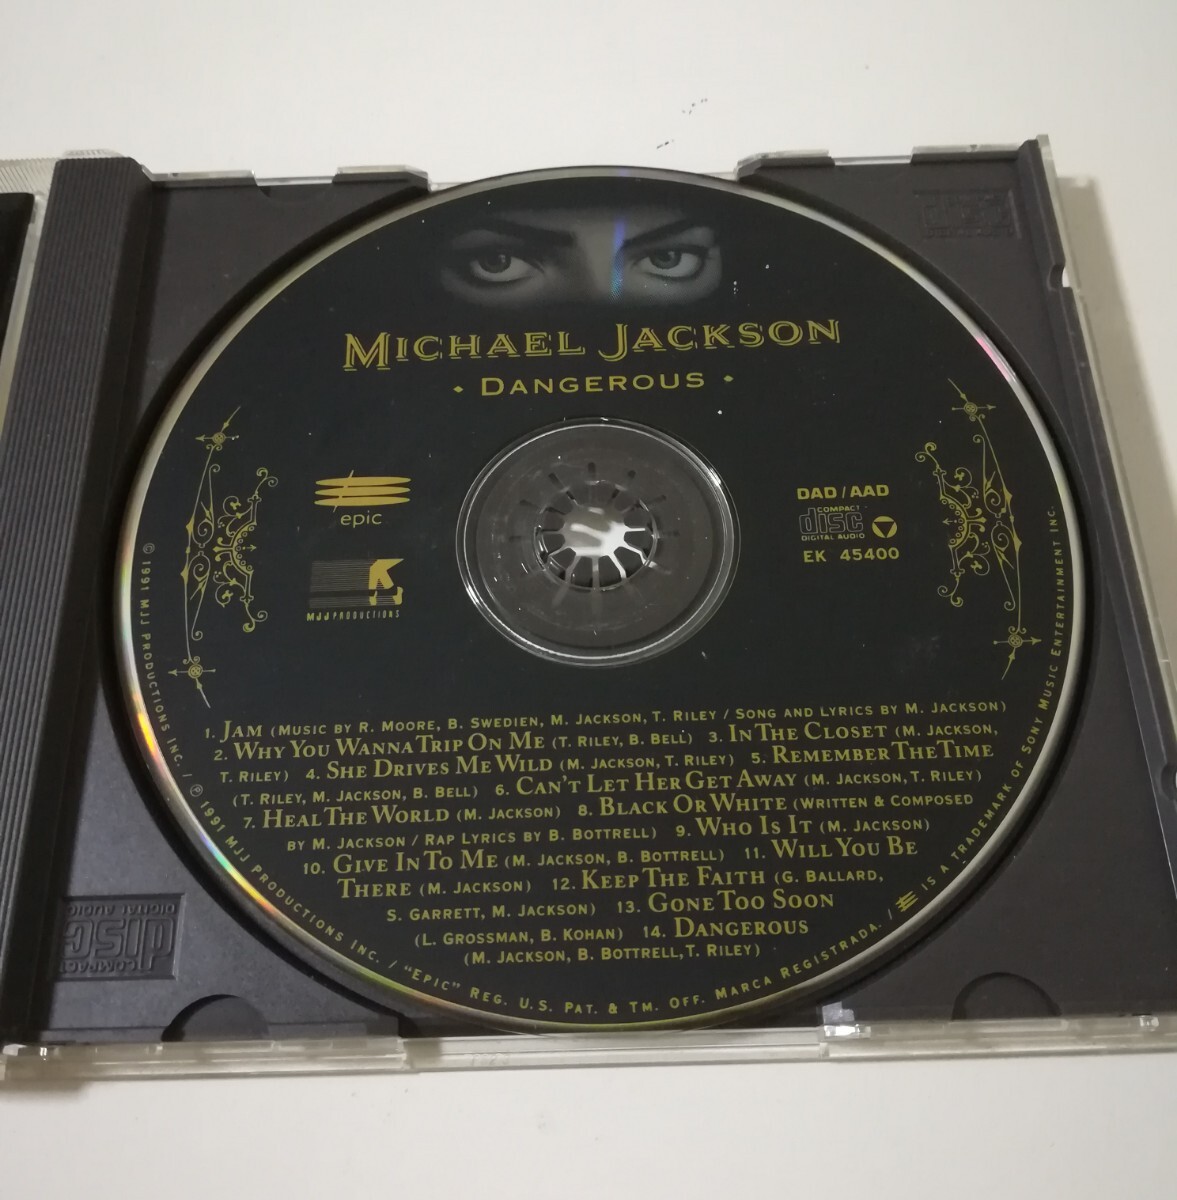 MICHAEL JACKSON
• DANGEROUS •
epic
MJJ PRODUCTIONS
DAD / AAD
COMPACT
disc
DIGITAL AUDIO
EK 45400
1. JAM (MUSIC BY R. MOORE, B. SWEDIEN, M. JACKSON, T. RILEY / SONG AND LYRICS BY M. JACKSON)
2. WHY YOU WANNA TRIP ON ME (T. RILEY, B. BELL) 3. IN THE CLOSET (M. JACKSON,
T. RILEY) 4. SHE DRIVES ME WILD (M. JACKSON, T. RILEY) 5. REMEMBER THE TIME
(T. RILEY, M. JACKSON, B. BELL) 6. CAN'T LET HER GET AWAY (M. JACKSON, T. RILEY)
7. HEAL THE WORLD (M. JACKSON) 8. BLACK OR WHITE (WRITTEN & COMPOSED
BY M. JACKSON / RAP LYRICS BY B. BOTTRELL) 9. WHO IS IT (M. JACKSON)
10. GIVE IN TO ME (M. JACKSON, B. BOTTRELL) 11. WILL YOU BE
THERE (M. JACKSON) 12. KEEP THE FAITH (G. BALLARD,
S. GARRETT, M. JACKSON) 13. GONE TOO SOON
(L. GROSSMAN, B. KOHAN) 14. DANGEROUS
(M. JACKSON, B. BOTTRELL, T. RILEY)
© 1991 MJJ PRODUCTIONS INC. / ℗ 1991 MJJ PRODUCTIONS INC. / "EPIC" REG. U.S. PAT. & TM. OFF. MARCA REGISTRADA. / IS A TRADEMARK OF SONY MUSIC ENTERTAINMENT INC.
COMPACT
disc
DIGITAL AUDIO